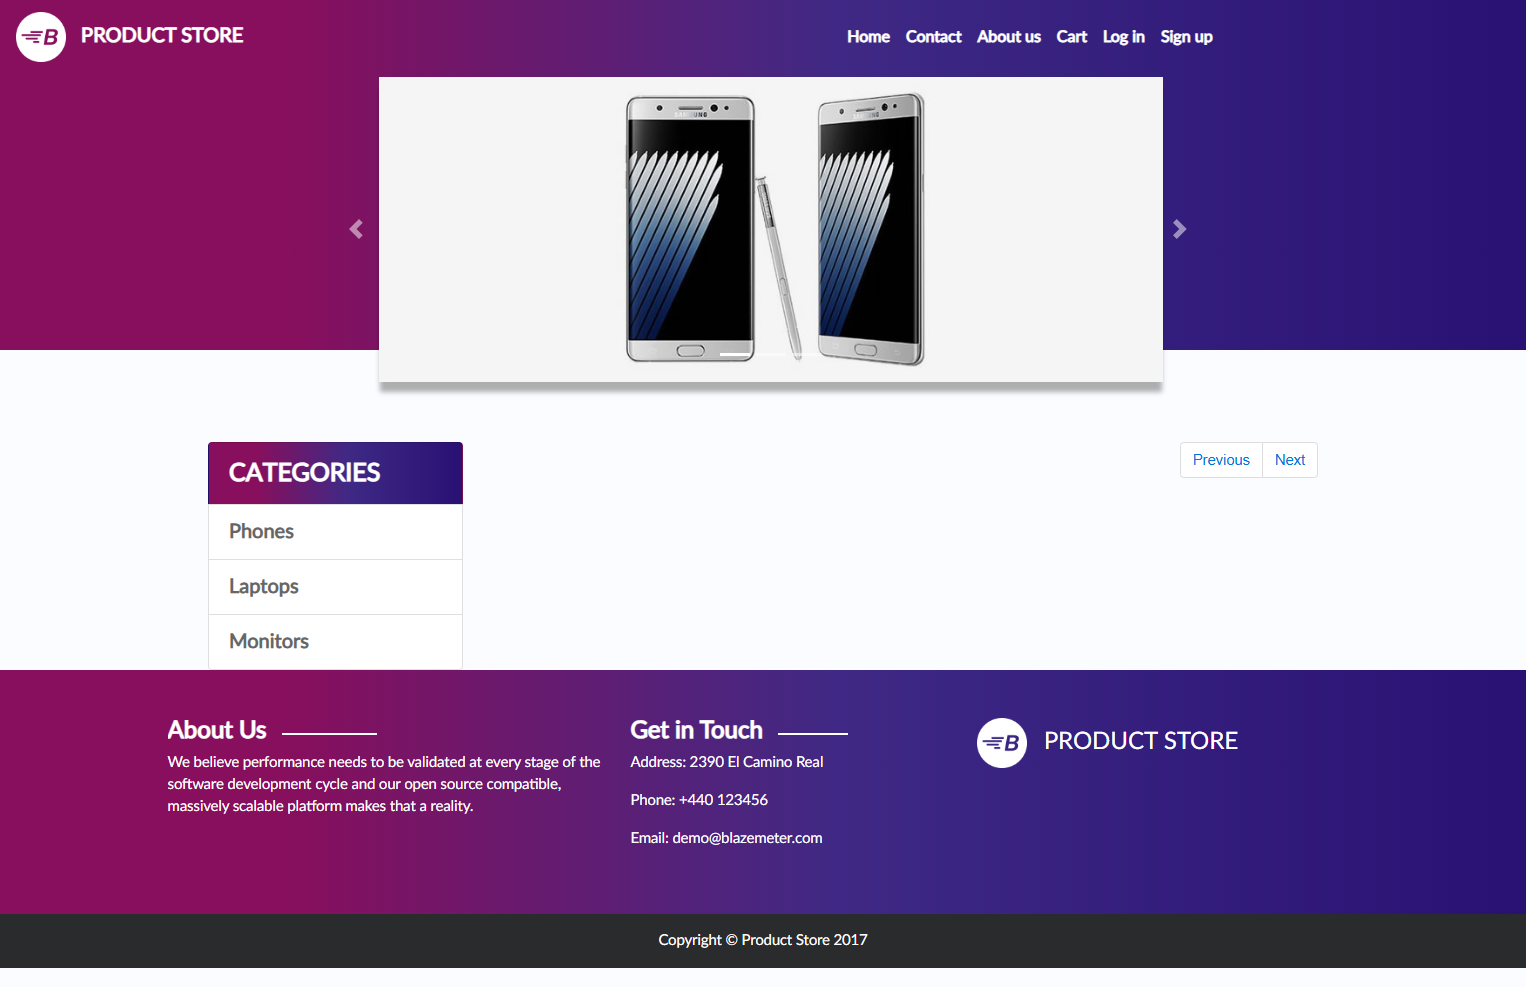 B PRODUCT STORE
Home Contact About us Cart Log in Sign up
SAMSUNG SAMSUNG
CATEGORIES
Previous Next
Phones
Laptops
Monitors
About Us
We believe performance needs to be validated at every stage of the
software development cycle and our open source compatible,
massively scalable platform makes that a reality.
Get in Touch
Address: 2390 El Camino Real
Phone: +440 123456
Email: demo@blazemeter.com
B PRODUCT STORE
Copyright © Product Store 2017